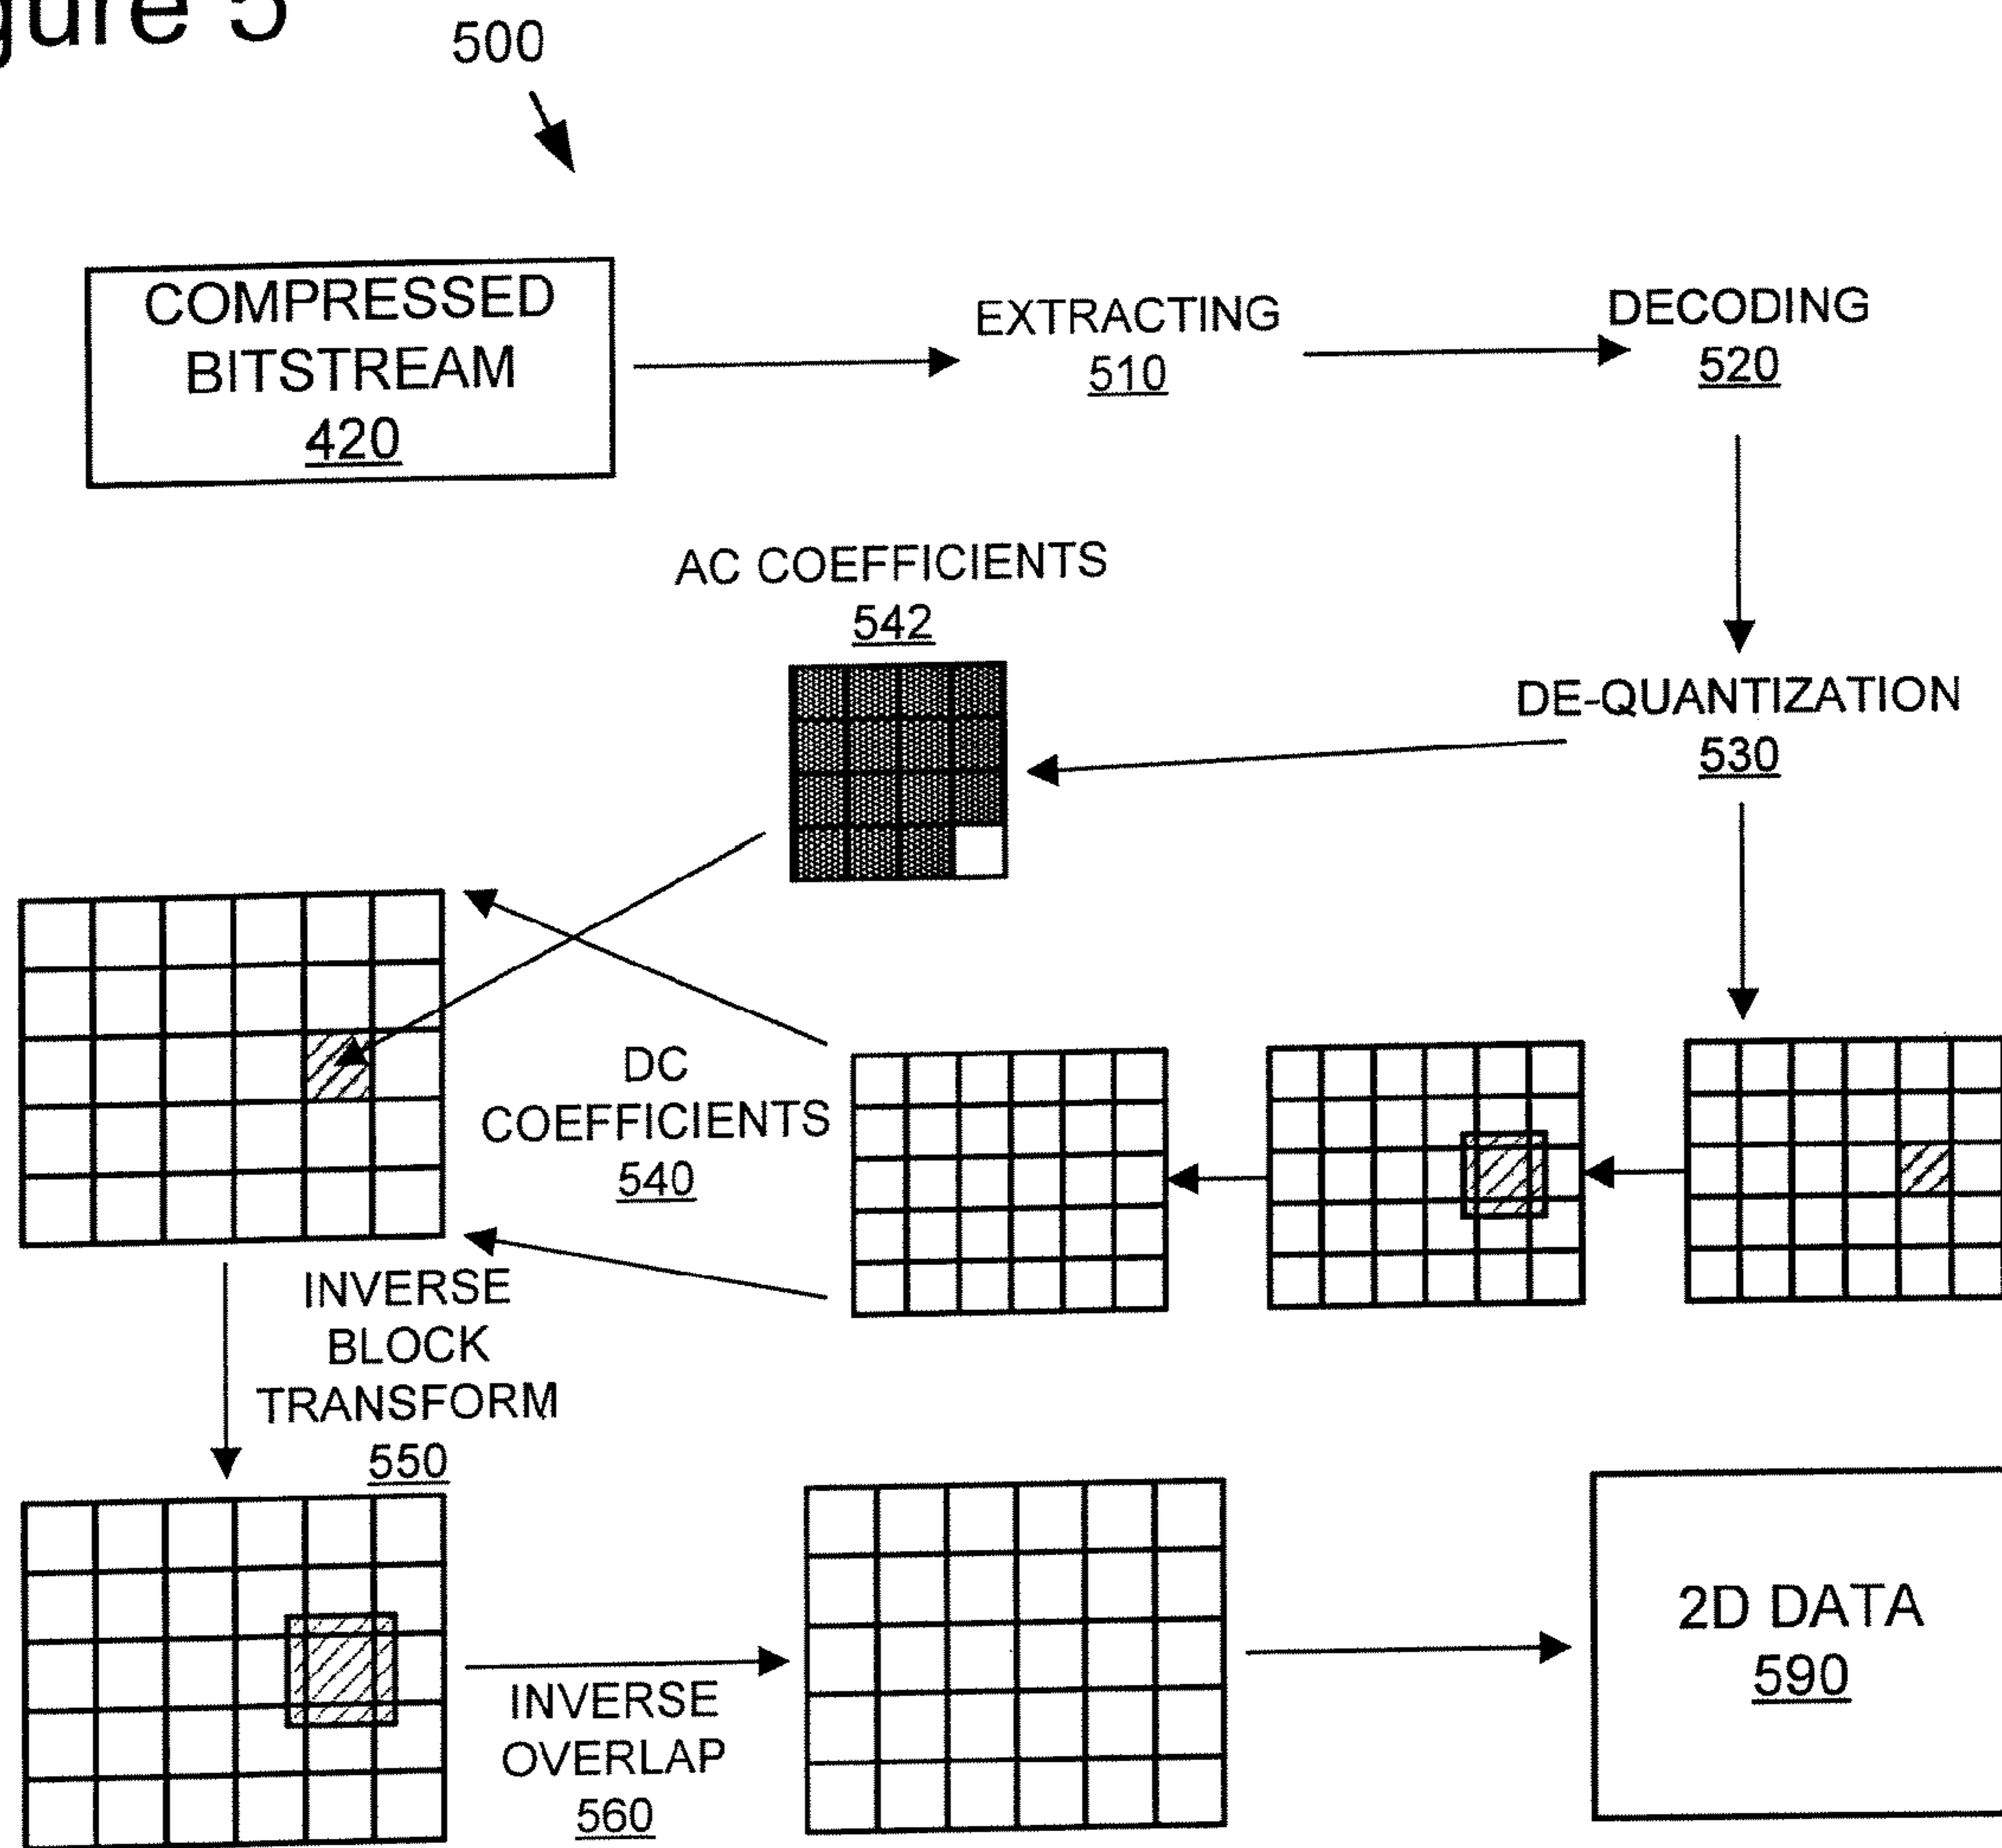 gure 5
500
COMPRESSED
BITSTREAM
420
EXTRACTING
510
DECODING
520
AC COEFFICIENTS
542
DE-QUANTIZATION
530
DC
COEFFICIENTS
540
INVERSE
BLOCK
TRANSFORM
550
INVERSE
OVERLAP
560
2D DATA
590